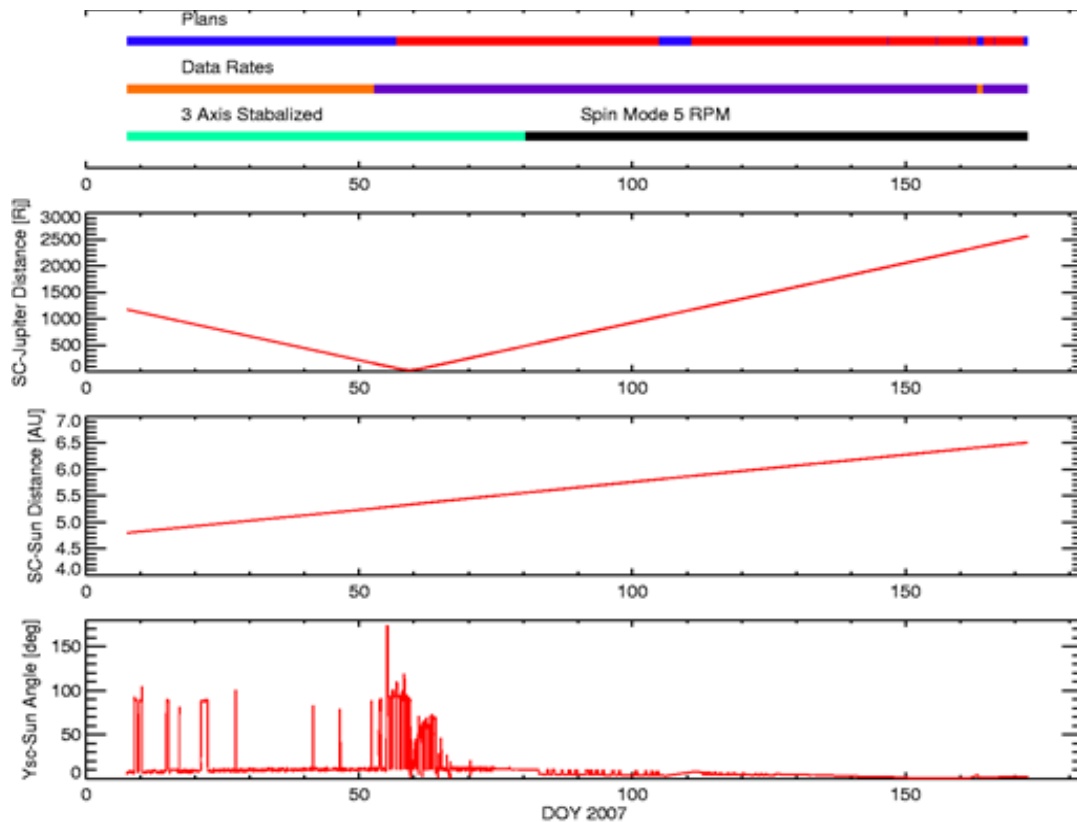 Plans
Data Rates
3 Axis Stabalized Spin Mode 5 RPM
0 50 100 150
SC-Jupiter Distance [Rj]
3000
2500
2000
1500
1000
500
0
0 50 100 150
SC-Sun Distance [AU]
7.0
6.5
6.0
5.5
5.0
4.5
4.0
0 50 100 150
Ysc-Sun Angle [deg]
150
100
50
0
0 50 100 150
DOY 2007